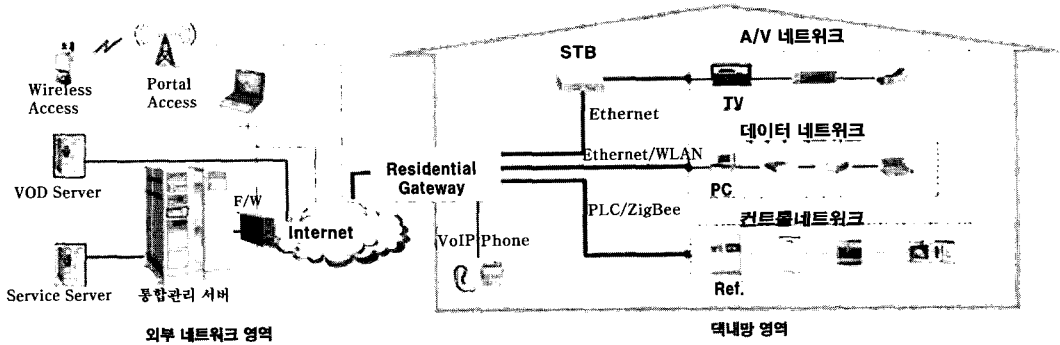 A/V 네트워크
STB
Wireless
Access
Portal
Access
TV
Ethernet
데이터 네트워크
Ethernet/WLAN
Residential
Gateway
VOD Server
PC
F/W
PLC/ZigBee
컨트롤네트워크
Internet
VoIP Phone
Service Server
통합관리 서버
Ref.
외부 네트워크 영역
댁내망 영역